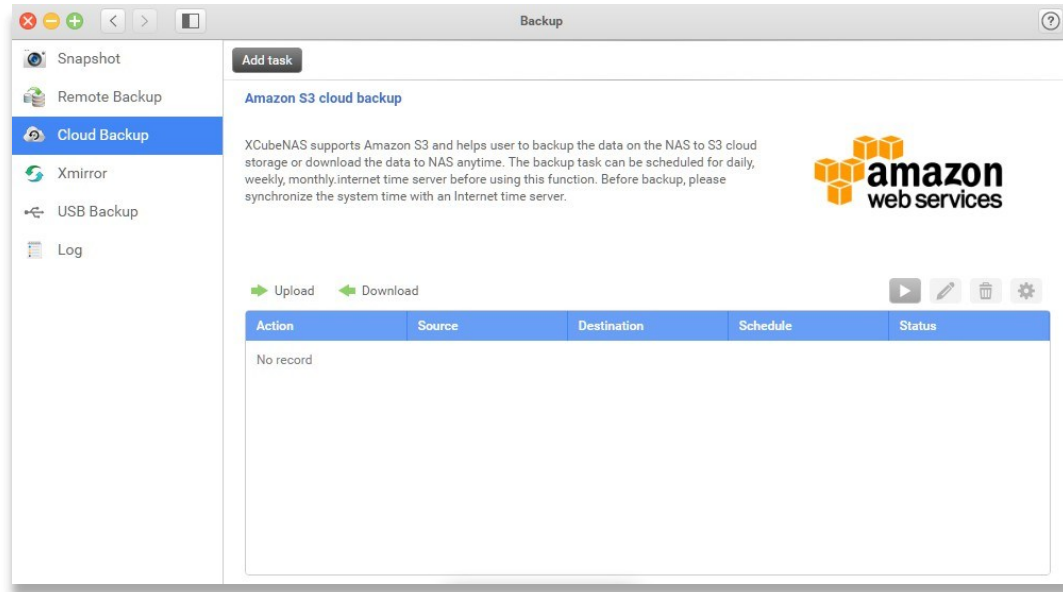 Backup
Snapshot
Remote Backup
Cloud Backup
Xmirror
USB Backup
Log
Add task
Amazon S3 cloud backup
XCubeNAS supports Amazon S3 and helps user to backup the data on the NAS to S3 cloud
storage or download the data to NAS anytime. The backup task can be scheduled for daily,
weekly, monthly.internet time server before using this function. Before backup, please
synchronize the system time with an Internet time server.
amazon
web services
Upload Download
Action Source Destination Schedule Status
No record